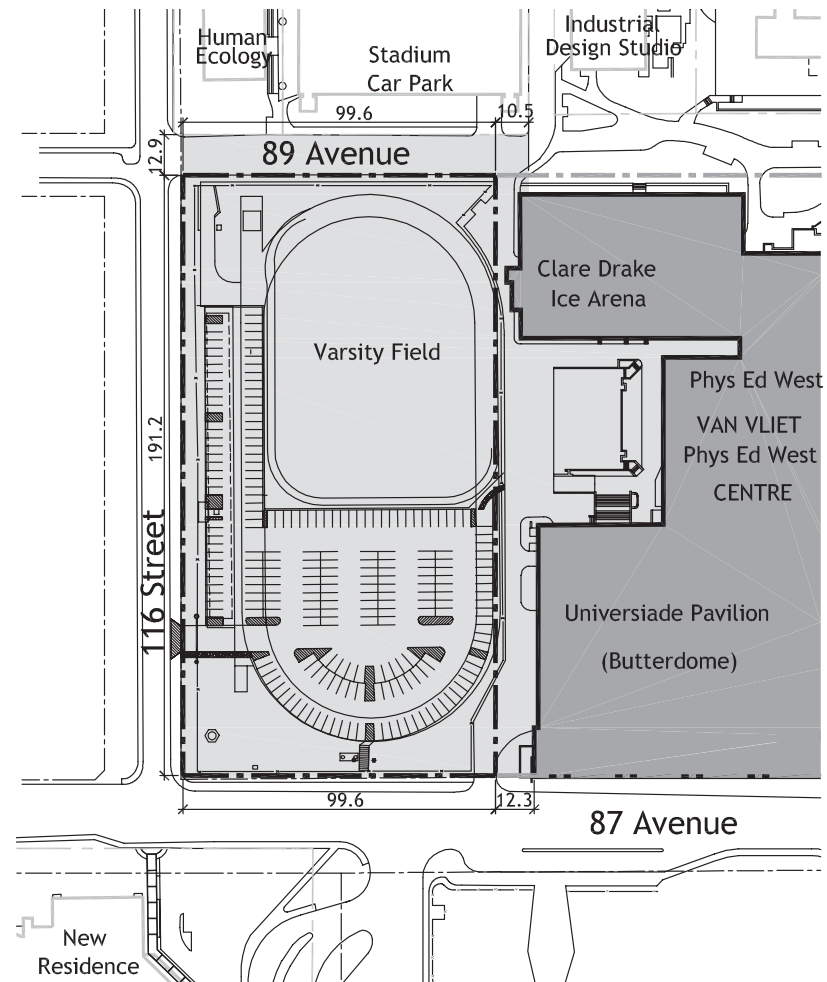 Human
Ecology
Stadium
Car Park
Industrial
Design Studio
99.6
10.5
12.9
89 Avenue
Clare Drake
Ice Arena
Varsity Field
Phys Ed West
VAN VLIET
Phys Ed West
CENTRE
191.2
116 Street
Universiade Pavilion
(Butterdome)
99.6
12.3
87 Avenue
New
Residence